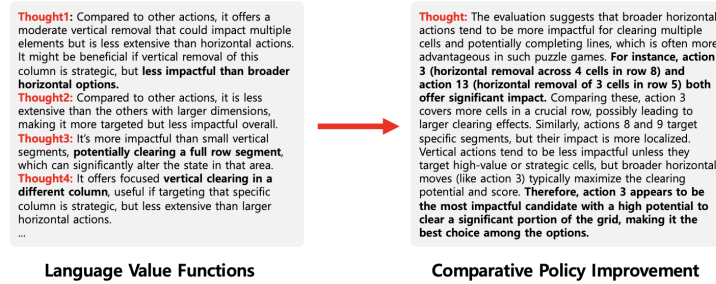 Thought1: Compared to other actions, it offers a
moderate vertical removal that could impact multiple
elements but is less extensive than horizontal actions.
It might be beneficial if vertical removal of this
column is strategic, but less impactful than broader
horizontal options.
Thought2: Compared to other actions, it is less
extensive than the others with larger dimensions,
making it more targeted but less impactful overall.
Thought3: It's more impactful than small vertical
segments, potentially clearing a full row segment,
which can significantly alter the state in that area.
Thought4: It offers focused vertical clearing in a
different column, useful if targeting that specific
column is strategic, but less extensive than larger
horizontal actions.
...
Language Value Functions
Thought: The evaluation suggests that broader horizontal
actions tend to be more impactful for clearing multiple
cells and potentially completing lines, which is often more
advantageous in such puzzle games. For instance, action
3 (horizontal removal across 4 cells in row 8) and
action 13 (horizontal removal of 3 cells in row 5) both
offer significant impact. Comparing these, action 3
covers more cells in a crucial row, possibly leading to
larger clearing effects. Similarly, actions 8 and 9 target
specific segments, but their impact is more localized.
Vertical actions tend to be less impactful unless they
target high-value or strategic cells, but broader horizontal
moves (like action 3) typically maximize the clearing
potential and score. Therefore, action 3 appears to be
the most impactful candidate with a high potential to
clear a significant portion of the grid, making it the
best choice among the options.
Comparative Policy Improvement